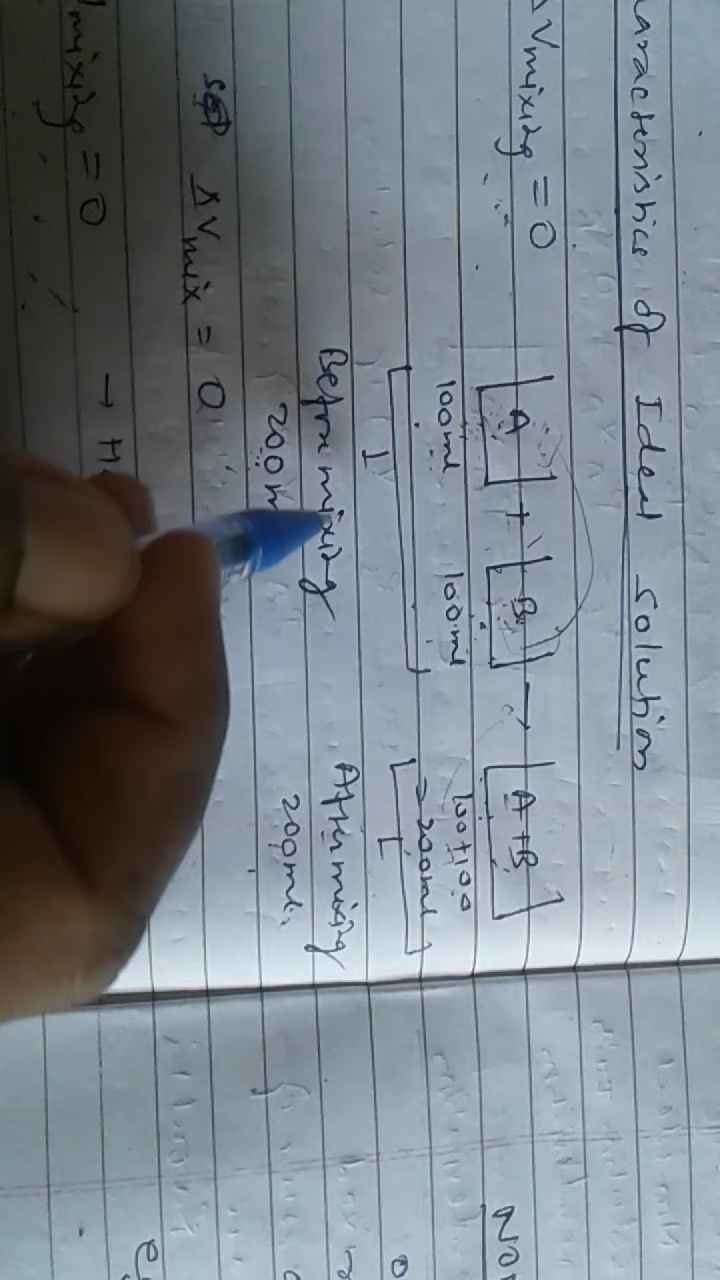 aracteristics of Ideal Solution
ΔVmixing = 0
A + B → A+B
100ml 100ml 100+100
= 200ml
Before mixing After mixing
200 200ml.
ΔVmix = 0
mixing = 0 →